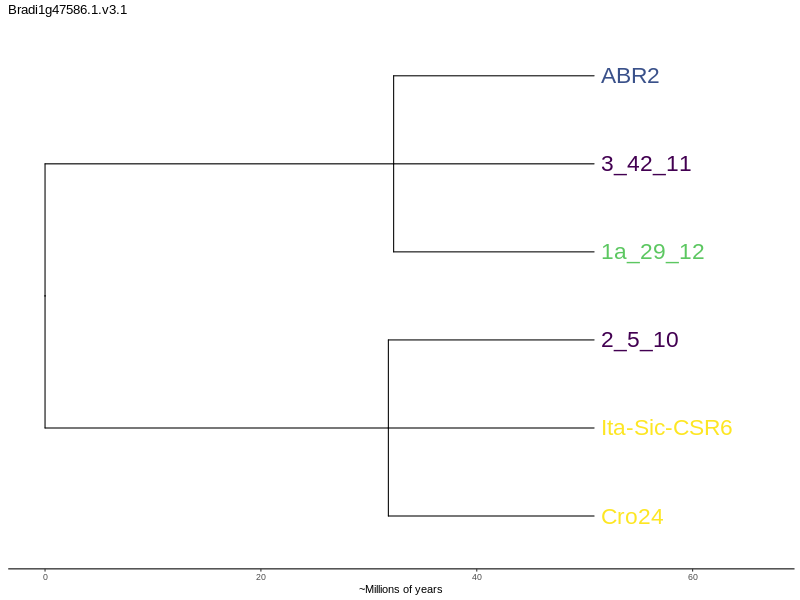 Bradi1g47586.1.v3.1
ABR2
3_42_11
1a_29_12
2_5_10
Ita-Sic-CSR6
Cro24
0 20 40 60
~Millions of years